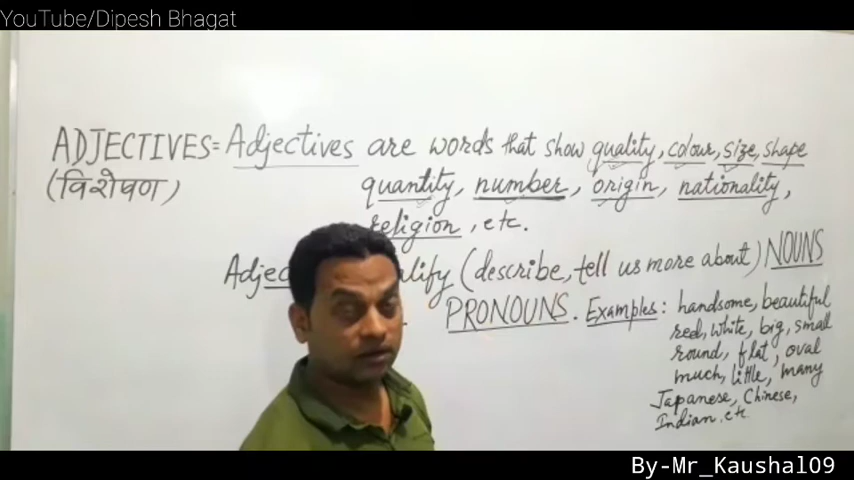 YouTube/Dipesh Bhagat
ADJECTIVES = Adjectives are words that show quality, colour, size, shape
(विशेषण) quantity, number, origin, nationality,
religion, etc.
Adjec lify (describe, tell us more about) NOUNS
PRONOUNS. Examples: handsome, beautiful
red, white, big, small
round, flat, oval
much, little, many
Japanese, Chinese,
Indian. etc
By-Mr_Kaushal09